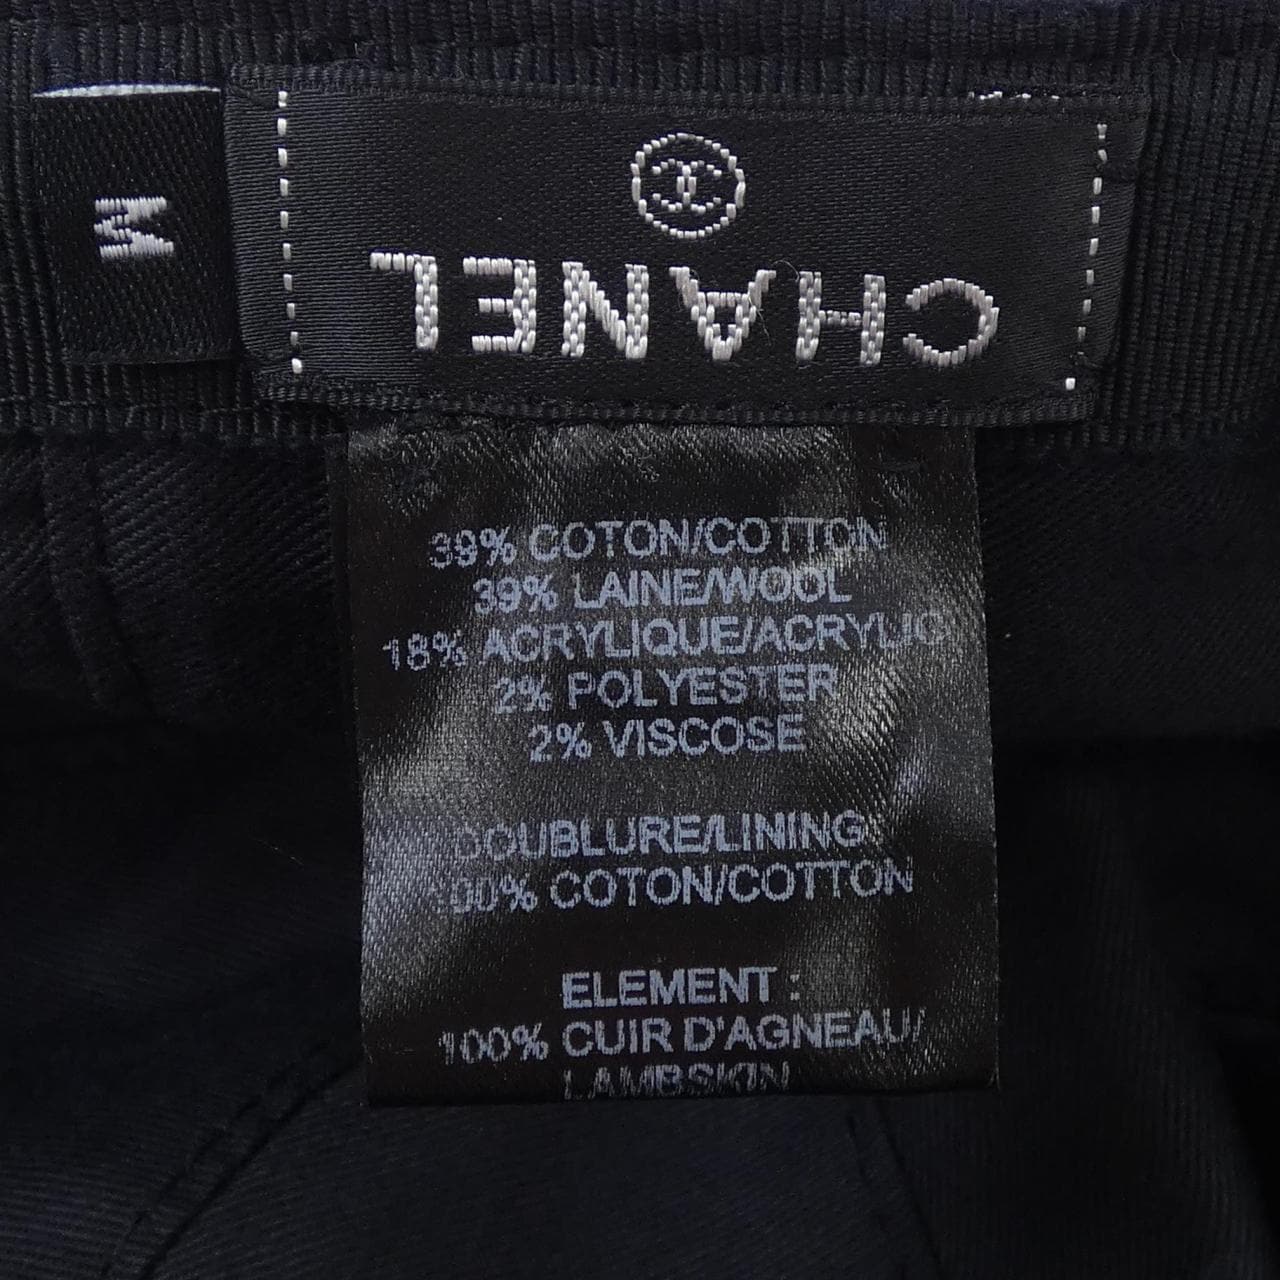 M
CHANEL
39% COTON/COTTON
39% LAINE/WOOL
18% ACRYLIQUE/ACRYLIC
2% POLYESTER
2% VISCOSE
DOUBLURE/LINING
100% COTON/COTTON
ELEMENT :
100% CUIR D'AGNEAU/
LAMBSKIN